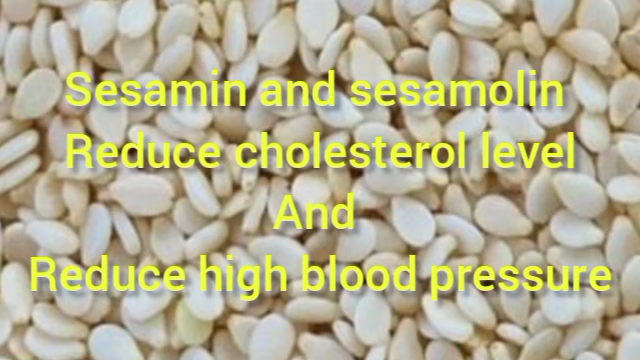 Sesamin and sesamolin
Reduce cholesterol level
And
Reduce high blood pressure